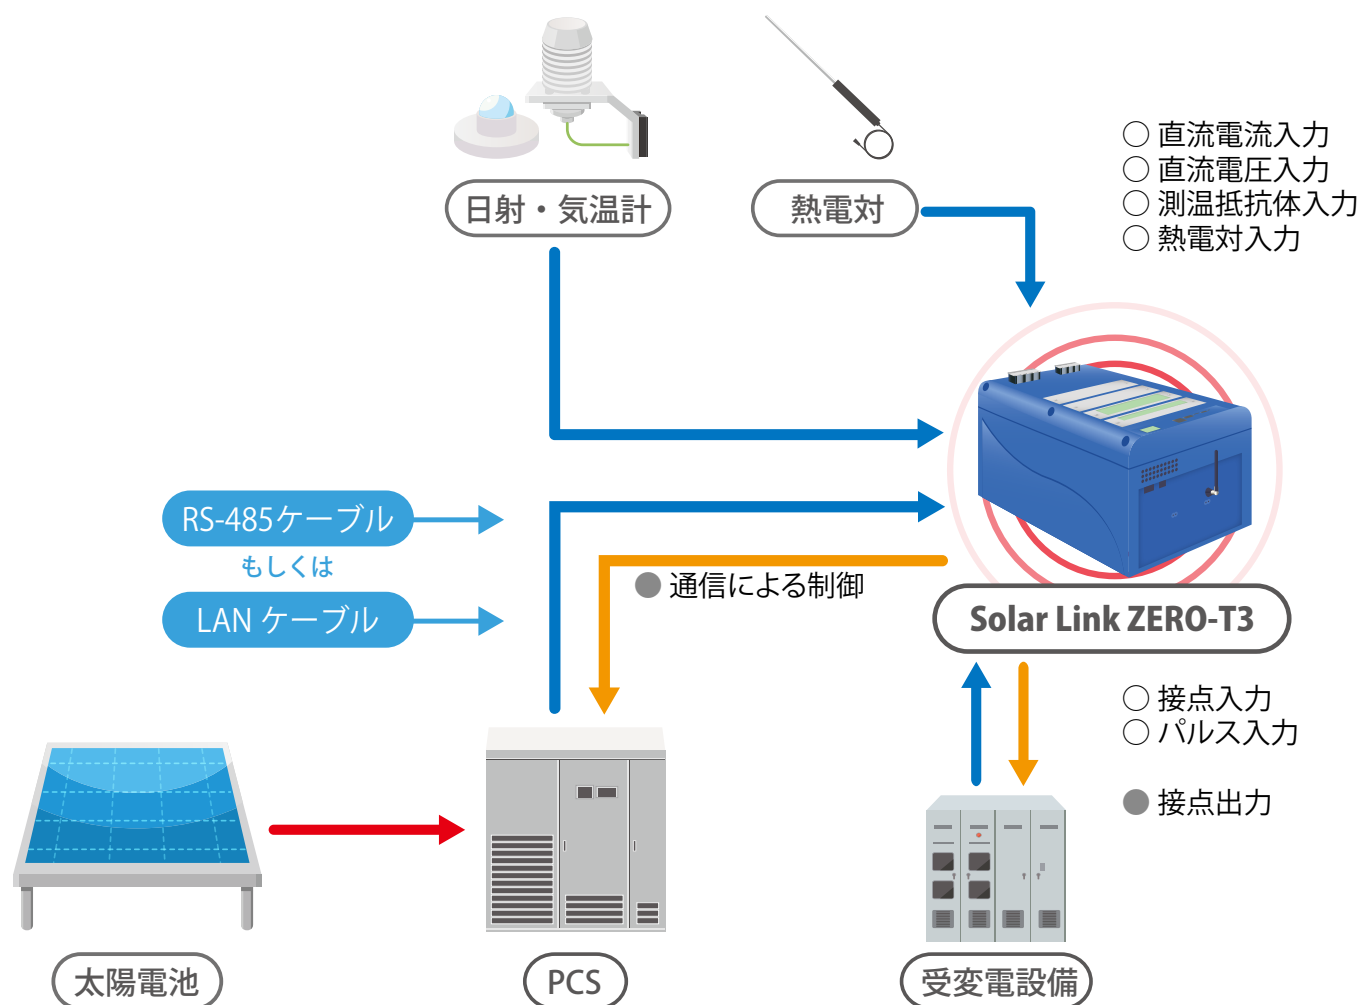 日射・気温計
熱電対
○ 直流電流入力
○ 直流電圧入力
○ 測温抵抗体入力
○ 熱電対入力
RS-485ケーブル
もしくは
LAN ケーブル
● 通信による制御
Solar Link ZERO-T3
○ 接点入力
○ パルス入力
● 接点出力
太陽電池
PCS
受変電設備